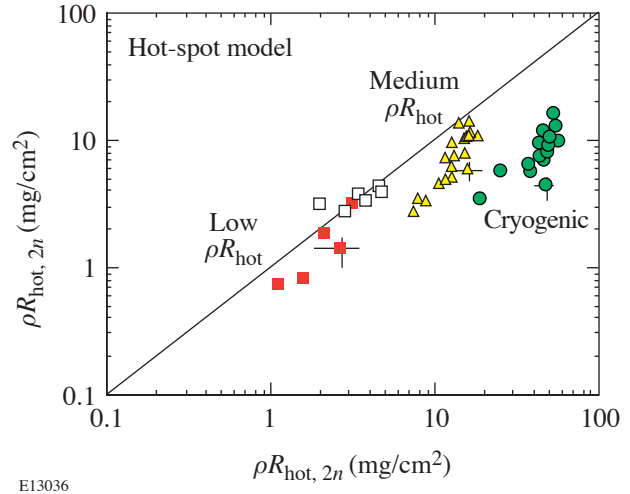 100
Hot-spot model
Medium
ρR_hot
10
ρR_hot, 2n (mg/cm²)
Low
ρR_hot
Cryogenic
1
0.1
0.1 1 10 100
ρR_hot, 2n (mg/cm²)
E13036